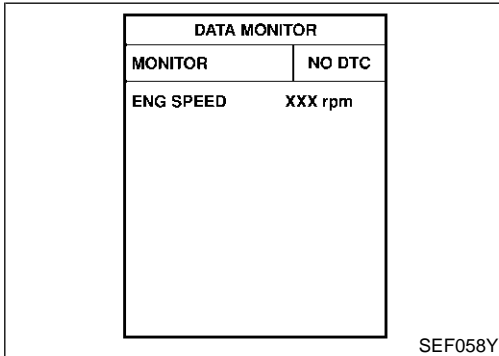 DATA MONITOR
MONITOR NO DTC
ENG SPEED XXX rpm
SEF058Y